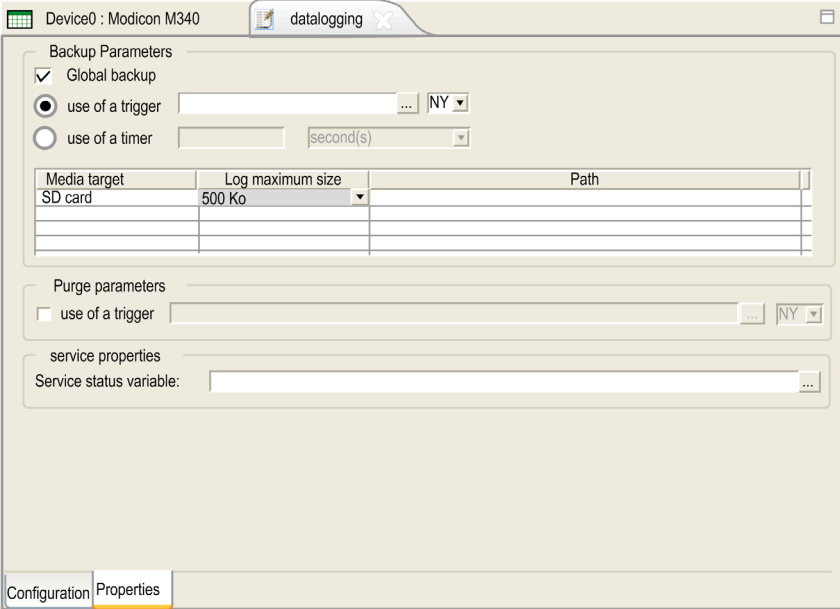 Device0 : Modicon M340 datalogging
Backup Parameters
Global backup
use of a trigger ... NY
use of a timer second(s)
Media target Log maximum size Path
SD card 500 Ko
Purge parameters
use of a trigger ... NY
service properties
Service status variable: ...
Configuration Properties